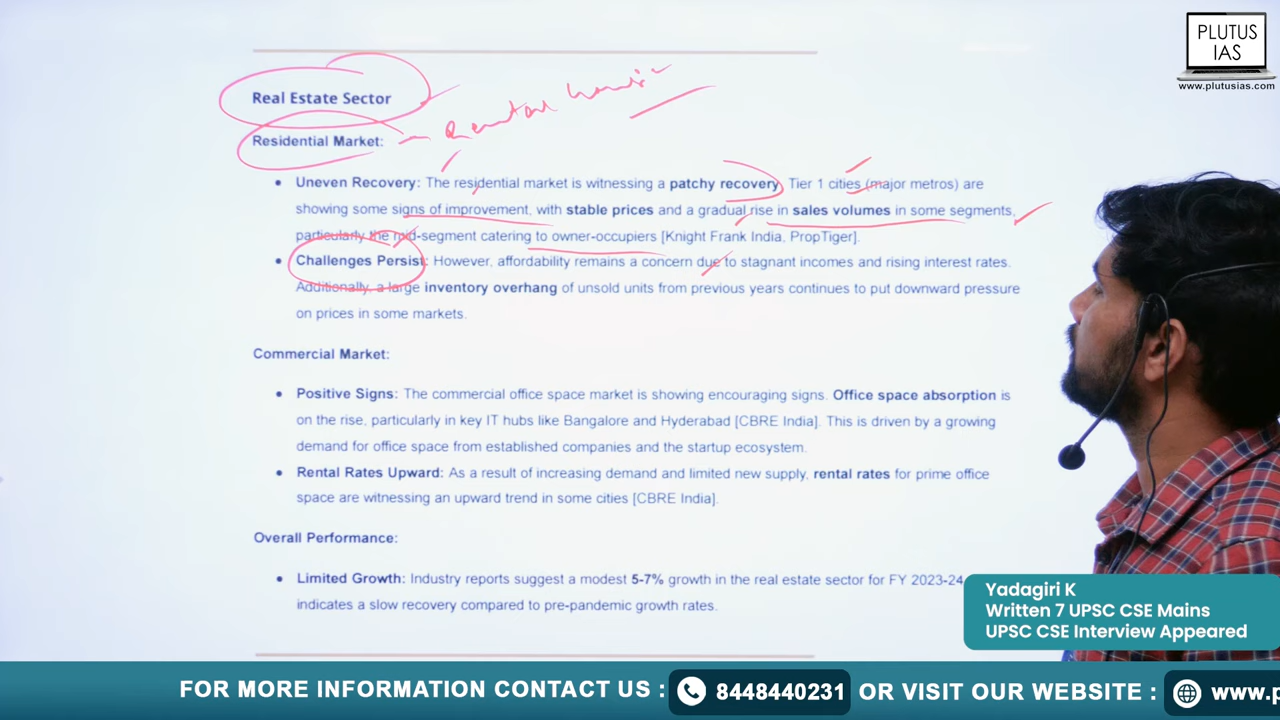 PLUTUS
IAS
www.plutusias.com
Real Estate Sector
Residential Market:
Rental
• Uneven Recovery: The residential market is witnessing a patchy recovery. Tier 1 cities (major metros) are
showing some signs of improvement, with stable prices and a gradual rise in sales volumes in some segments,
particularly the mid-segment catering to owner-occupiers [Knight Frank India, PropTiger].
• Challenges Persist: However, affordability remains a concern due to stagnant incomes and rising interest rates.
Additionally, a large inventory overhang of unsold units from previous years continues to put downward pressure
on prices in some markets.
Commercial Market:
• Positive Signs: The commercial office space market is showing encouraging signs. Office space absorption is
on the rise, particularly in key IT hubs like Bangalore and Hyderabad [CBRE India]. This is driven by a growing
demand for office space from established companies and the startup ecosystem.
• Rental Rates Upward: As a result of increasing demand and limited new supply, rental rates for prime office
space are witnessing an upward trend in some cities [CBRE India].
Overall Performance:
• Limited Growth: Industry reports suggest a modest 5-7% growth in the real estate sector for FY 2023-24
indicates a slow recovery compared to pre-pandemic growth rates.
Yadagiri K
Written 7 UPSC CSE Mains
UPSC CSE Interview Appeared
FOR MORE INFORMATION CONTACT US : 8448440231 OR VISIT OUR WEBSITE : www.p